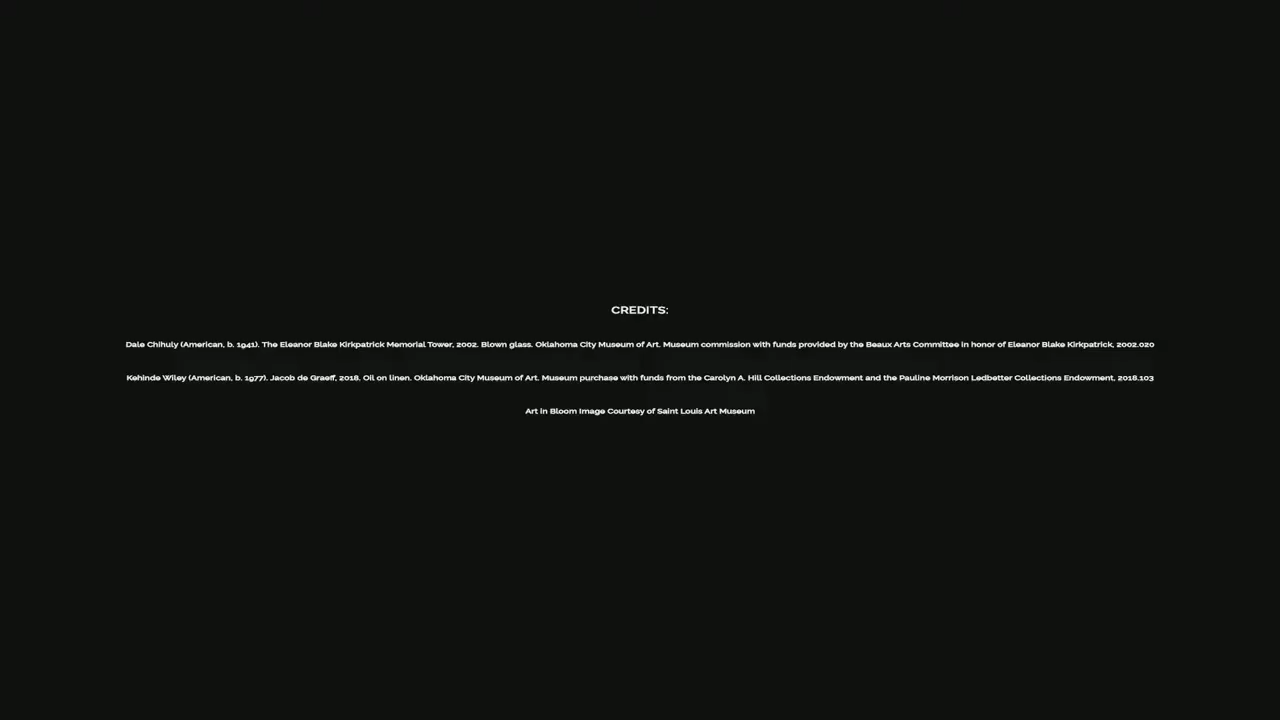 CREDITS:
Dale Chihuly (American, b. 1941). The Eleanor Blake Kirkpatrick Memorial Tower, 2002. Blown glass. Oklahoma City Museum of Art. Museum commission with funds provided by the Beaux Arts Committee in honor of Eleanor Blake Kirkpatrick, 2002.020
Kehinde Wiley (American, b. 1977). Jacob de Graeff, 2018. Oil on linen. Oklahoma City Museum of Art. Museum purchase with funds from the Carolyn A. Hill Collections Endowment and the Pauline Morrison Ledbetter Collections Endowment, 2018.103
Art in Bloom Image Courtesy of Saint Louis Art Museum